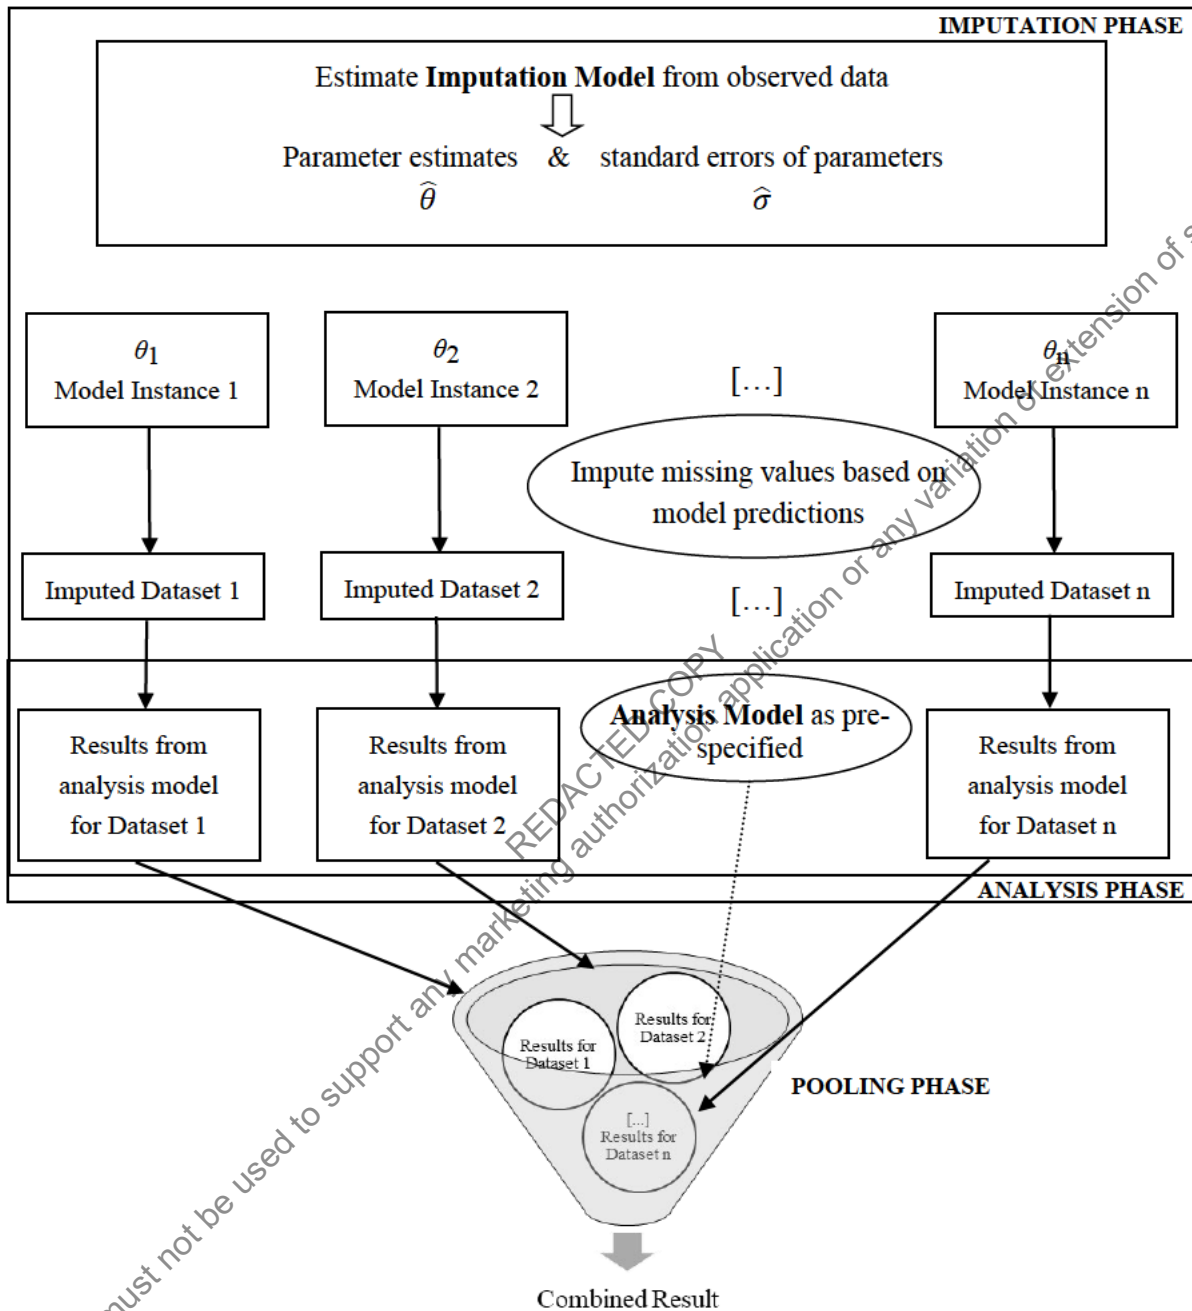 IMPUTATION PHASE
Estimate Imputation Model from observed data
Parameter estimates & standard errors of parameters
θ̂ σ̂
θ1
Model Instance 1
θ2
Model Instance 2
[…]
θn
Model Instance n
Impute missing values based on
model predictions
Imputed Dataset 1
Imputed Dataset 2
[…]
Imputed Dataset n
Analysis Model as pre-
specified
Results from
analysis model
for Dataset 1
Results from
analysis model
for Dataset 2
Results from
analysis model
for Dataset n
ANALYSIS PHASE
Results for
Dataset 1
Results for
Dataset 2
[...]
Results for
Dataset n
POOLING PHASE
Combined Result
REDACTED COPY
must not be used to support any marketing authorization application or any variation or extension of